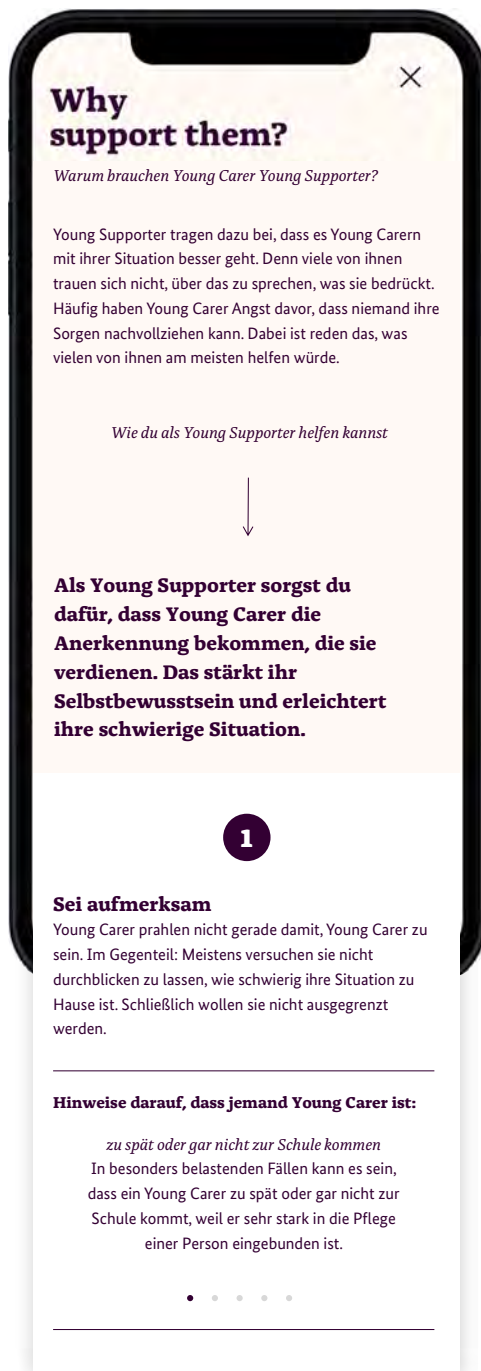 Why
support them?
Warum brauchen Young Carer Young Supporter?
Young Supporter tragen dazu bei, dass es Young Carern
mit ihrer Situation besser geht. Denn viele von ihnen
trauen sich nicht, über das zu sprechen, was sie bedrückt.
Häufig haben Young Carer Angst davor, dass niemand ihre
Sorgen nachvollziehen kann. Dabei ist reden das, was
vielen von ihnen am meisten helfen würde.
Wie du als Young Supporter helfen kannst
Als Young Supporter sorgst du
dafür, dass Young Carer die
Anerkennung bekommen, die sie
verdienen. Das stärkt ihr
Selbstbewusstsein und erleichtert
ihre schwierige Situation.
1
Sei aufmerksam
Young Carer prahlen nicht gerade damit, Young Carer zu
sein. Im Gegenteil: Meistens versuchen sie nicht
durchblicken zu lassen, wie schwierig ihre Situation zu
Hause ist. Schließlich wollen sie nicht ausgegrenzt
werden.
Hinweise darauf, dass jemand Young Carer ist:
zu spät oder gar nicht zur Schule kommen
In besonders belastenden Fällen kann es sein,
dass ein Young Carer zu spät oder gar nicht zur
Schule kommt, weil er sehr stark in die Pflege
einer Person eingebunden ist.